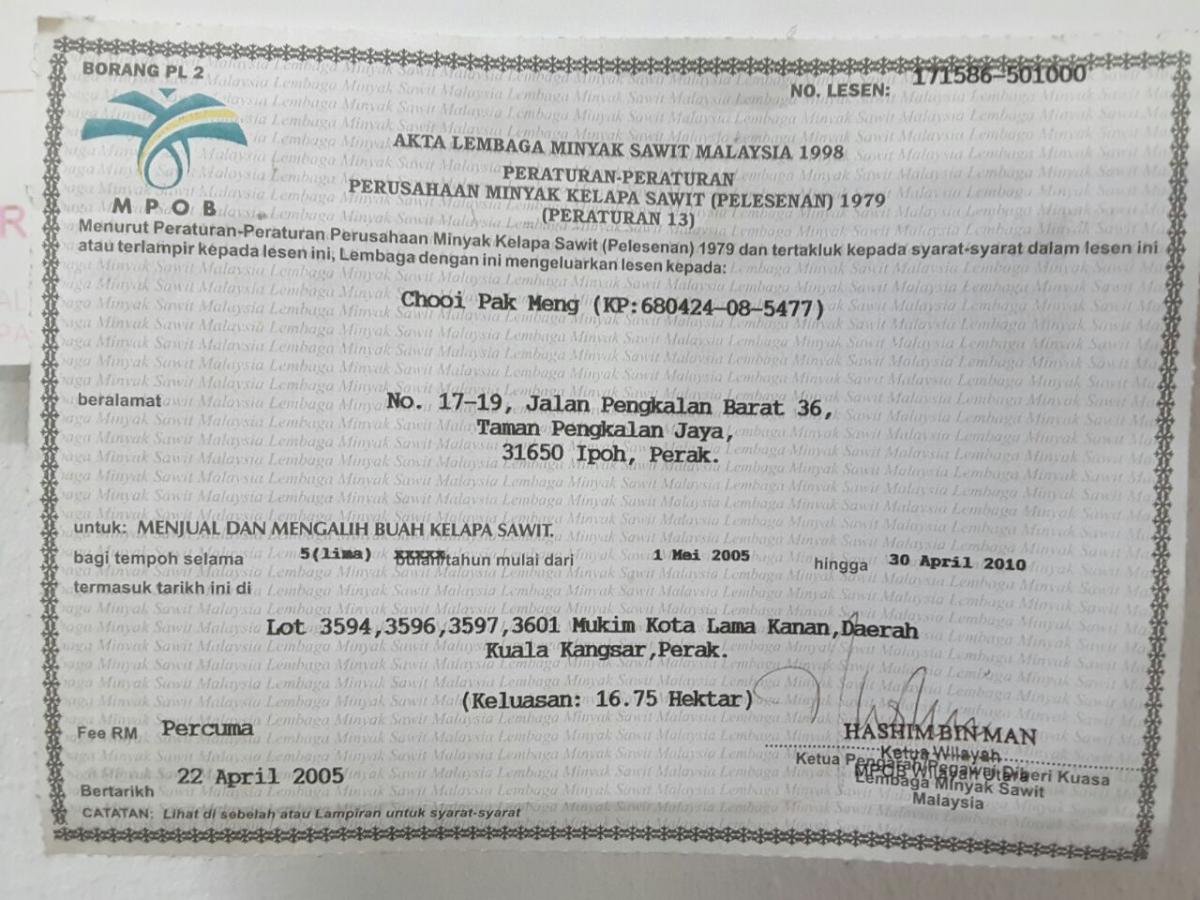 BORANG PL 2
NO. LESEN: 171586-501000
MPOB
AKTA LEMBAGA MINYAK SAWIT MALAYSIA 1998
PERATURAN-PERATURAN
PERUSAHAAN MINYAK KELAPA SAWIT (PELESENAN) 1979
(PERATURAN 13)
Menurut Peraturan-Peraturan Perusahaan Minyak Kelapa Sawit (Pelesenan) 1979 dan tertakluk kepada syarat-syarat dalam lesen ini
atau terlampir kepada lesen ini, Lembaga dengan ini mengeluarkan lesen kepada:
Chooi Pak Meng (KP:680424-08-5477)
beralamat No. 17-19, Jalan Pengkalan Barat 36,
Taman Pengkalan Jaya,
31650 Ipoh, Perak.
untuk: MENJUAL DAN MENGALIH BUAH KELAPA SAWIT.
bagi tempoh selama 5(lima) bulan/tahun mulai dari 1 Mei 2005 hingga 30 April 2010
termasuk tarikh ini di
Lot 3594,3596,3597,3601 Mukim Kota Lama Kanan,Daerah
Kuala Kangsar,Perak.
(Keluasan: 16.75 Hektar)
Fee RM Percuma
HASHIM BIN MAN
Ketua Wilayah
Bertarikh 22 April 2005
Lembaga Minyak Sawit
Malaysia
CATATAN: Lihat di sebelah atau Lampiran untuk syarat-syarat